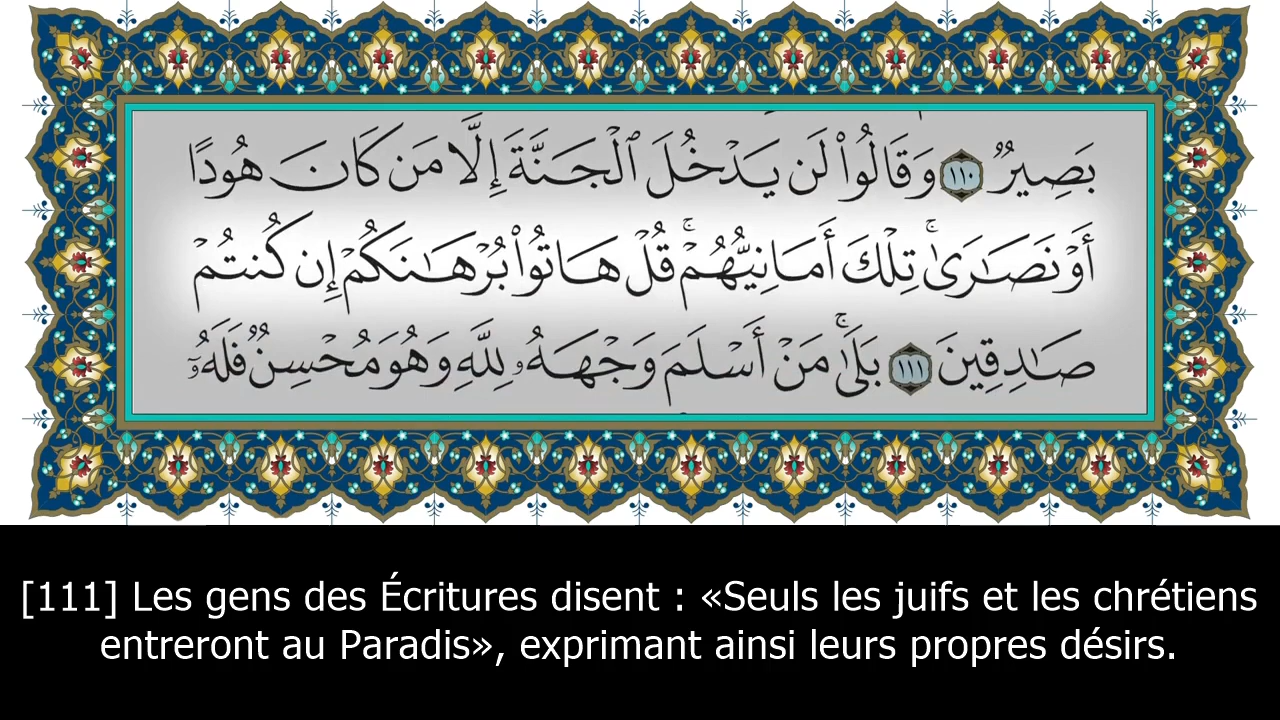 بَصِيرٌ ١١٠ وَقَالُوا۟ لَن يَدْخُلَ ٱلْجَنَّةَ إِلَّا مَن كَانَ هُودًا
أَوْ نَصَـٰرَىٰ ۗ تِلْكَ أَمَانِيُّهُمْ ۗ قُلْ هَاتُوا۟ بُرْهَـٰنَكُمْ إِن كُنتُمْ
صَـٰدِقِينَ ١١١ بَلَىٰ ۚ مَنْ أَسْلَمَ وَجْهَهُۥ لِلَّهِ وَهُوَ مُحْسِنٌ فَلَهُۥٓ
[111] Les gens des Écritures disent : «Seuls les juifs et les chrétiens
entreront au Paradis», exprimant ainsi leurs propres désirs.